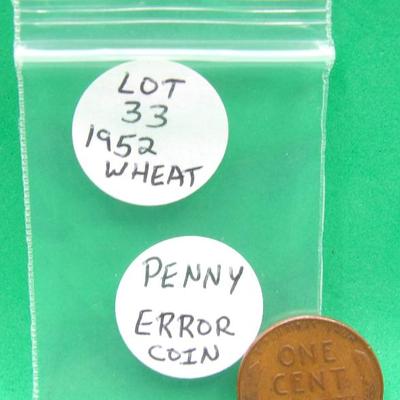 LOT
33
1952
WHEAT
PENNY
ERROR
COIN
ONE
CENT